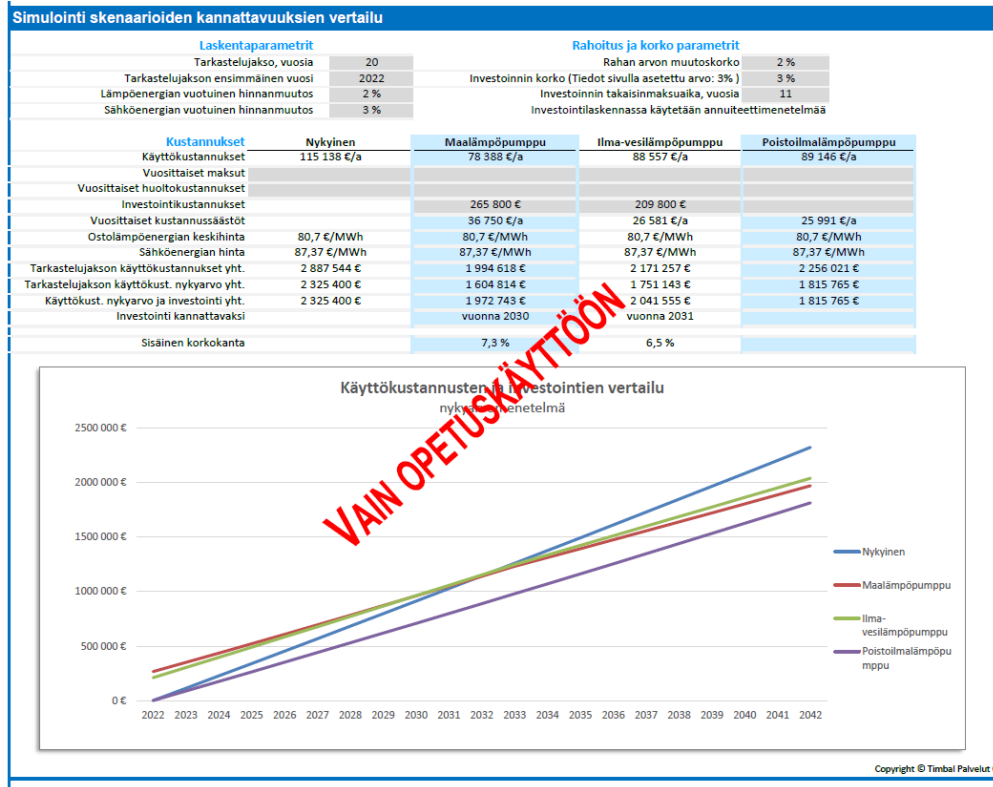 Simulointi skenaarioiden kannattavuuksien vertailu
Laskentaparametrit
Tarkastelujakso, vuosia 20
Tarkastelujakson ensimmäinen vuosi 2022
Lämpöenergian vuotuinen hinnanmuutos 2 %
Sähköenergian vuotuinen hinnanmuutos 3 %
Rahoitus ja korko parametrit
Rahan arvon muutoskorko 2 %
Investoinnin korko (Tiedot sivulla asetettu arvo: 3% ) 3 %
Investoinnin takaisinmaksuaika, vuosia 11
Investointilaskennassa käytetään annuiteettimenetelmää
Kustannukset Nykyinen Maalämpöpumppu Ilma-vesilämpöpumppu Poistoilmalämpöpumppu
Käyttökustannukset 115 138 €/a 78 388 €/a 88 557 €/a 89 146 €/a
Vuosittaiset maksut
Vuosittaiset huoltokustannukset
Investointikustannukset 265 800 € 209 800 €
Vuosittaiset kustannussäästöt 36 750 €/a 26 581 €/a 25 991 €/a
Ostolämpöenergian keskihinta 80,7 €/MWh 80,7 €/MWh 80,7 €/MWh 80,7 €/MWh
Sähköenergian hinta 87,37 €/MWh 87,37 €/MWh 87,37 €/MWh 87,37 €/MWh
Tarkastelujakson käyttökustannukset yht. 2 887 544 € 1 994 618 € 2 171 257 € 2 256 021 €
Tarkastelujakson käyttökust. nykyarvo yht. 2 325 400 € 1 604 814 € 1 751 143 € 1 815 765 €
Käyttökust. nykyarvo ja investointi yht. 2 325 400 € 1 972 743 € 2 041 555 € 1 815 765 €
Investointi kannattavaksi vuonna 2030 vuonna 2031
Sisäinen korkokanta 7,3 % 6,5 %
VAIN OPETUSKÄYTTÖÖN
Käyttökustannusten ja investointien vertailu
nykyarvomenetelmä
2500 000 €
2000 000 €
1500 000 €
1000 000 €
500 000 €
0 €
2022 2023 2024 2025 2026 2027 2028 2029 2030 2031 2032 2033 2034 2035 2036 2037 2038 2039 2040 2041 2042
Nykyinen
Maalämpöpumppu
Ilma-
vesilämpöpumppu
Poistoilmalämpöpu
mppu
Copyright © Timbal Palvelut